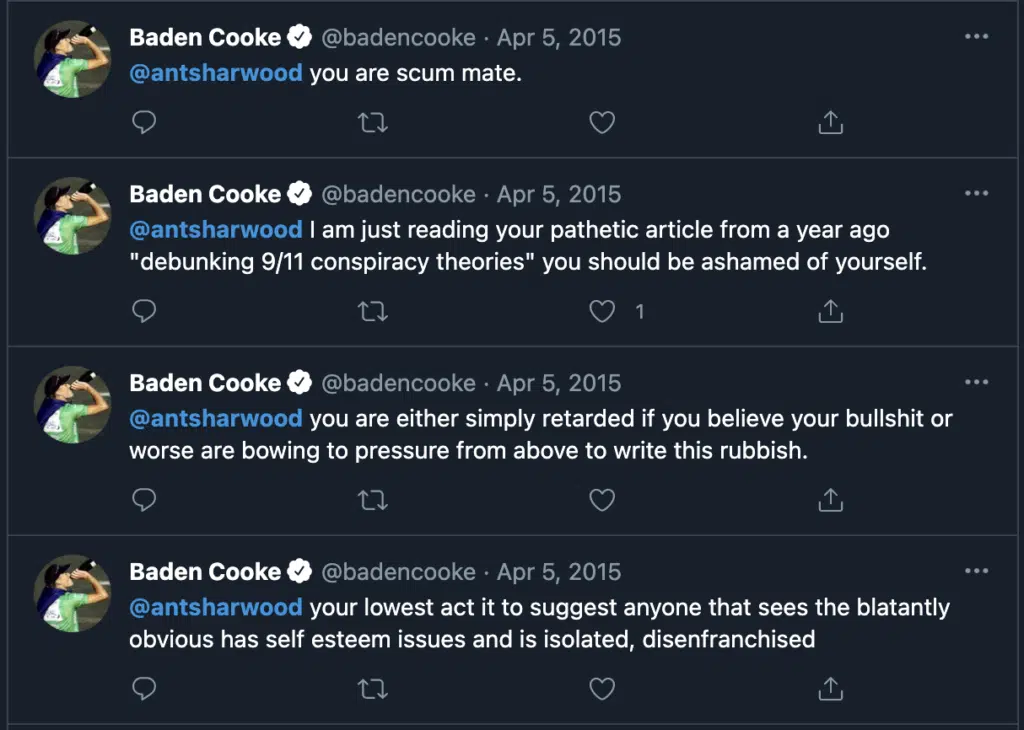 Baden Cooke @badencooke · Apr 5, 2015
@antsharwood you are scum mate.
Baden Cooke @badencooke · Apr 5, 2015
@antsharwood I am just reading your pathetic article from a year ago
"debunking 9/11 conspiracy theories" you should be ashamed of yourself.
1
Baden Cooke @badencooke · Apr 5, 2015
@antsharwood you are either simply retarded if you believe your bullshit or
worse are bowing to pressure from above to write this rubbish.
Baden Cooke @badencooke · Apr 5, 2015
@antsharwood your lowest act it to suggest anyone that sees the blatantly
obvious has self esteem issues and is isolated, disenfranchised